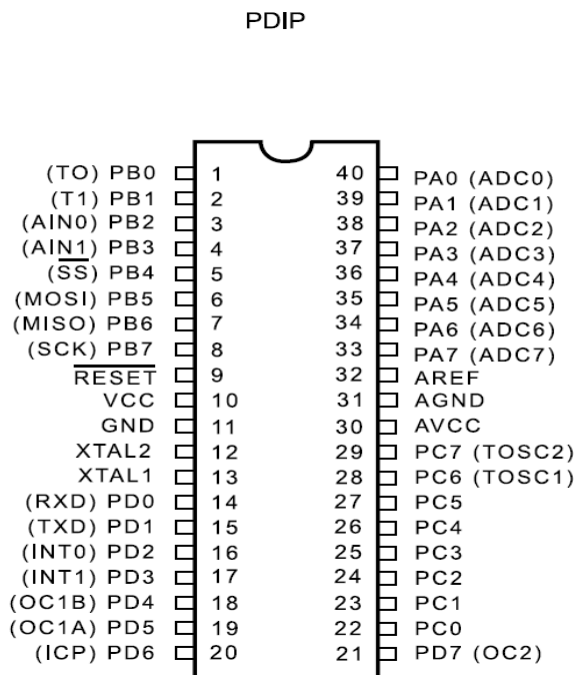 PDIP
(TO) PB0 1 40 PA0 (ADC0)
(T1) PB1 2 39 PA1 (ADC1)
(AIN0) PB2 3 38 PA2 (ADC2)
(AIN1) PB3 4 37 PA3 (ADC3)
(S̅S̅) PB4 5 36 PA4 (ADC4)
(MOSI) PB5 6 35 PA5 (ADC5)
(MISO) PB6 7 34 PA6 (ADC6)
(SCK) PB7 8 33 PA7 (ADC7)
R̅E̅S̅E̅T̅ 9 32 AREF
VCC 10 31 AGND
GND 11 30 AVCC
XTAL2 12 29 PC7 (TOSC2)
XTAL1 13 28 PC6 (TOSC1)
(RXD) PD0 14 27 PC5
(TXD) PD1 15 26 PC4
(INT0) PD2 16 25 PC3
(INT1) PD3 17 24 PC2
(OC1B) PD4 18 23 PC1
(OC1A) PD5 19 22 PC0
(ICP) PD6 20 21 PD7 (OC2)